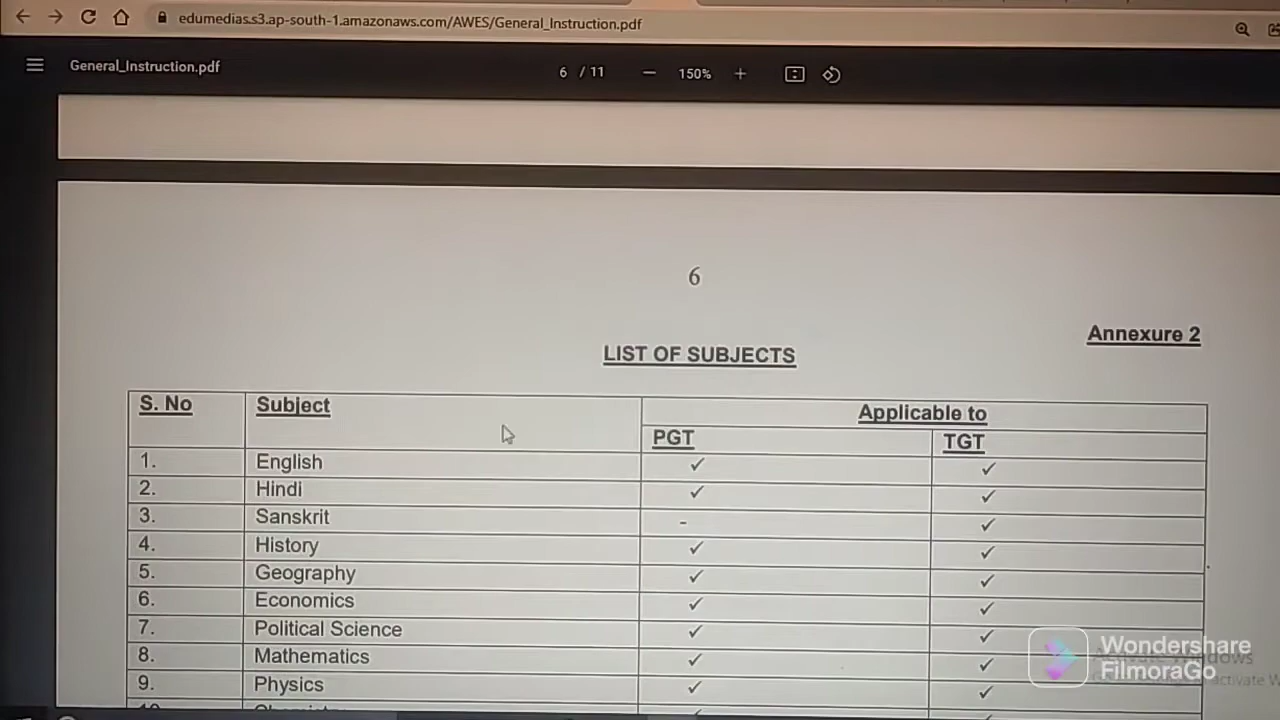 edumedias.s3.ap-south-1.amazonaws.com/AWES/General_Instruction.pdf
General_Instruction.pdf 6 / 11 — 150% +
6
Annexure 2
LIST OF SUBJECTS
S. No Subject Applicable to
PGT TGT
1. English ✓ ✓
2. Hindi ✓ ✓
3. Sanskrit - ✓
4. History ✓ ✓
5. Geography ✓ ✓
6. Economics ✓ ✓
7. Political Science ✓ ✓
8. Mathematics ✓ ✓
9. Physics ✓ ✓
Wondershare
FilmoraGo